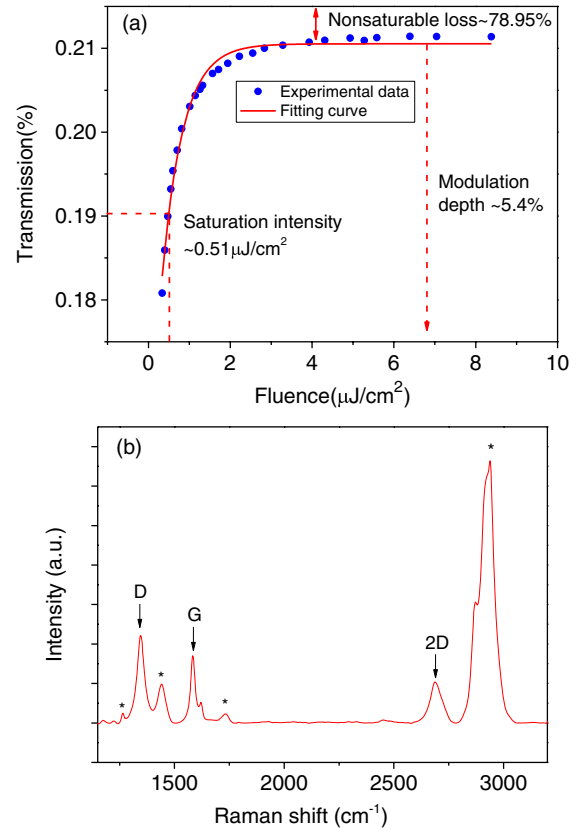 (a)
Nonsaturable loss~78.95%
0.21
Experimental data
Fitting curve
0.20
Transmission(%)
Modulation
depth ~5.4%
0.19
Saturation intensity
~0.51μJ/cm²
0.18
0 2 4 6 8 10
Fluence(μJ/cm²)
(b)
*
D
G
2D
* * *
Intensity (a.u.)
1500 2000 2500 3000
Raman shift (cm⁻¹)